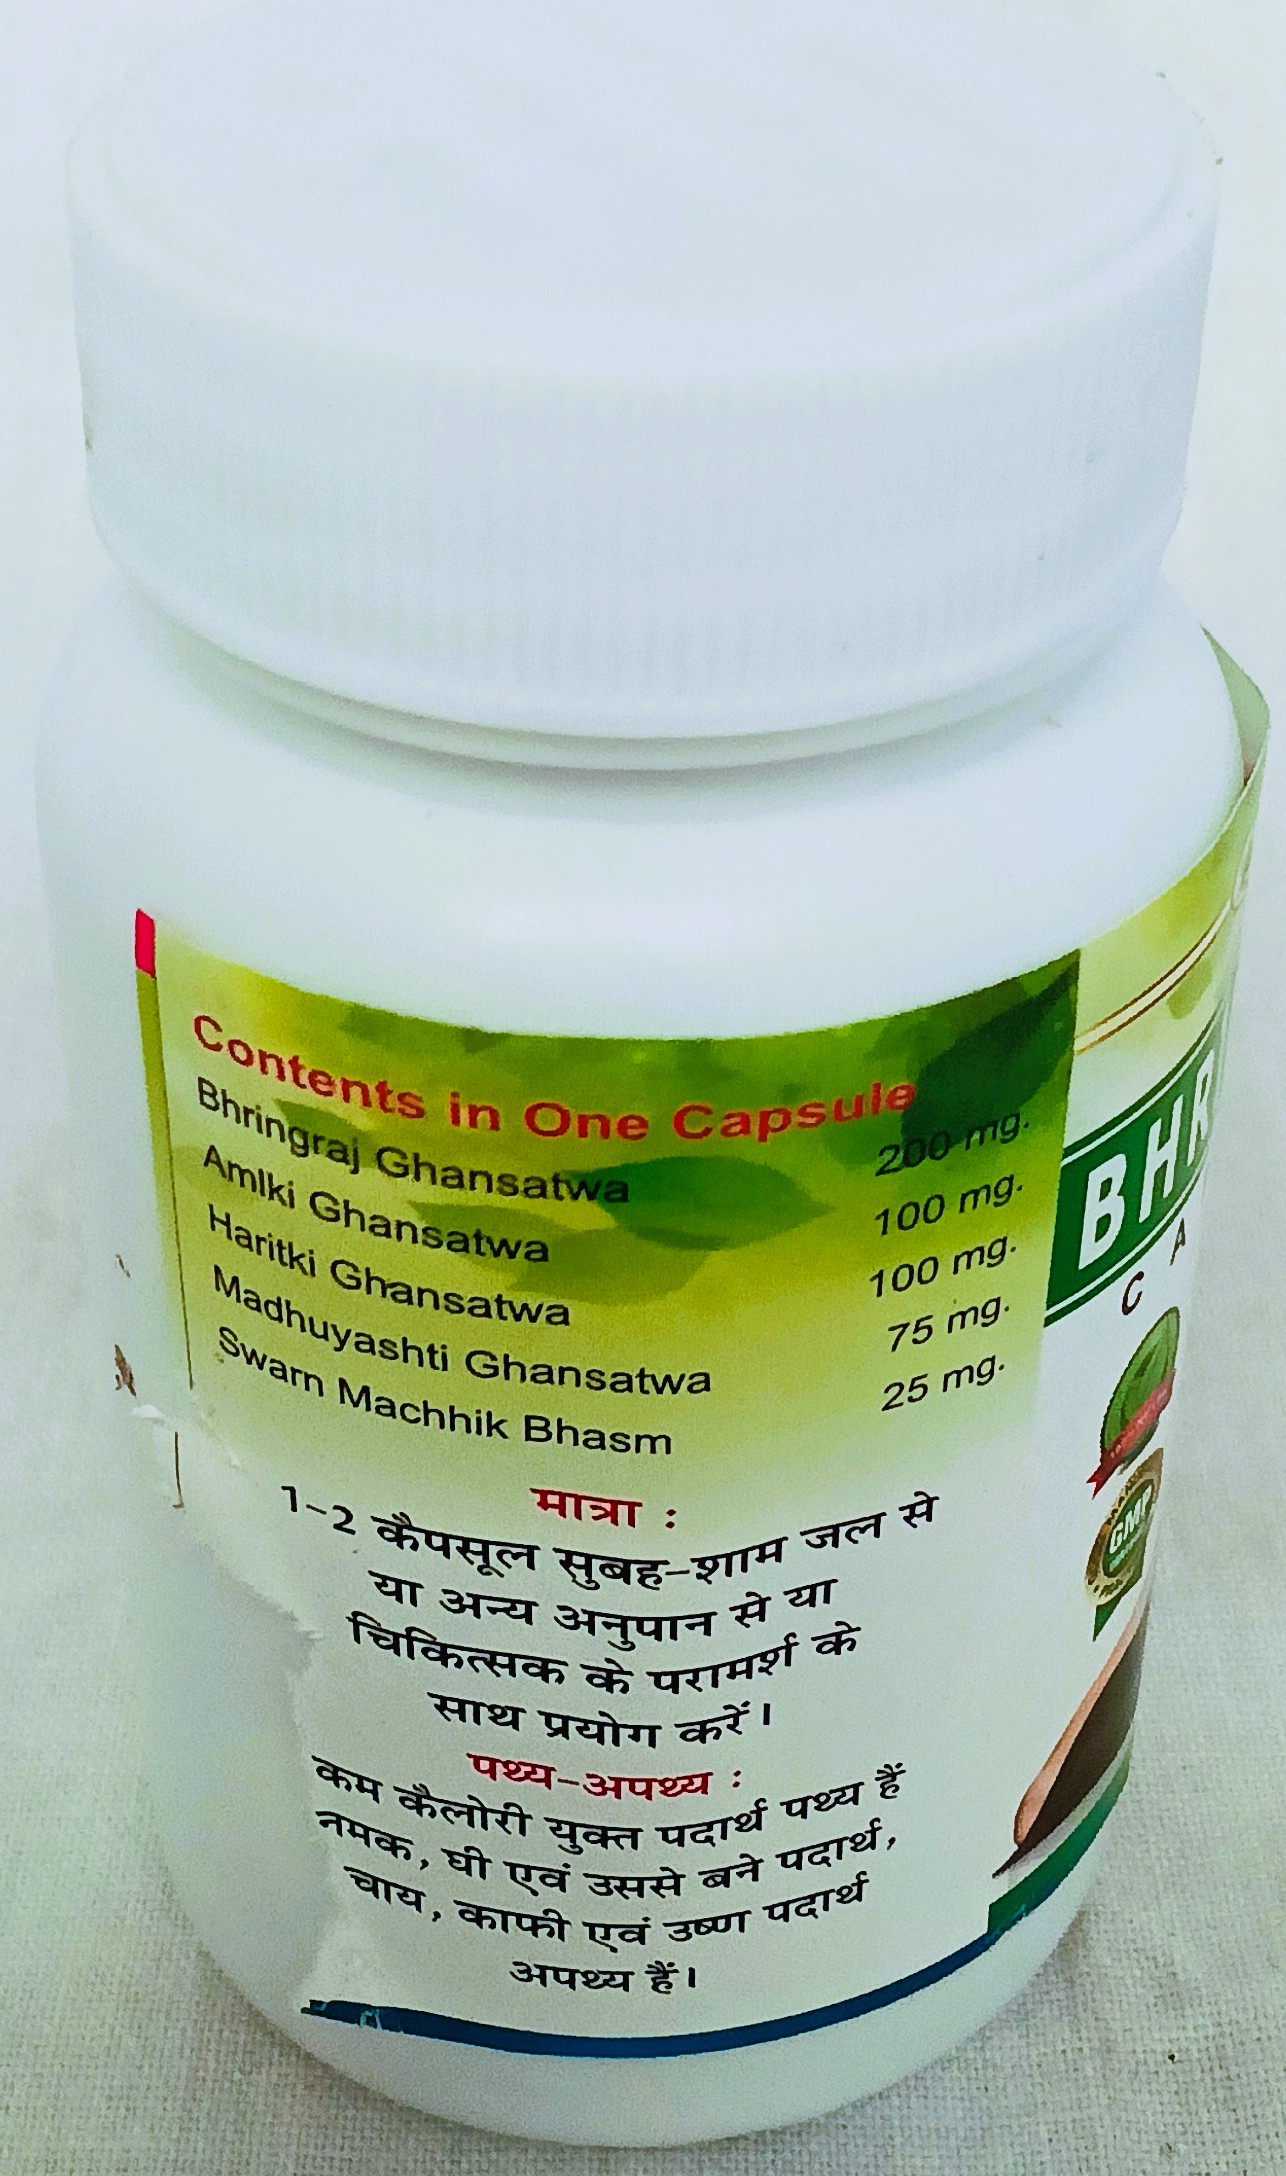 Contents in One Capsule
Bhringraj Ghansatwa 200 mg.
Amlki Ghansatwa 100 mg.
Haritki Ghansatwa 100 mg.
Madhuyashti Ghansatwa 75 mg.
Swarn Machhik Bhasm 25 mg.
मात्रा :
1-2 कैपसूल सुबह-शाम जल से
या अन्य अनुपान से या
चिकित्सक के परामर्श के
साथ प्रयोग करें।
पथ्य-अपथ्य :
कम कैलोरी युक्त पदार्थ पथ्य हैं
नमक, घी एवं उससे बने पदार्थ,
चाय, काफी एवं उष्ण पदार्थ
अपथ्य हैं।
BHR
C A
GMP